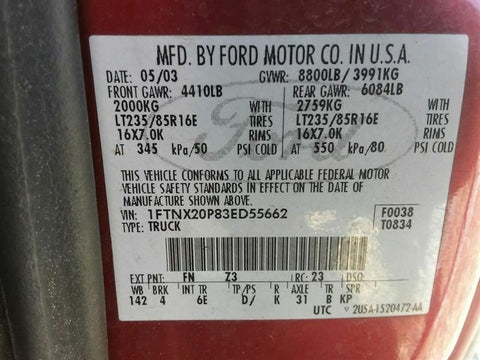 MFD. BY FORD MOTOR CO. IN U.S.A.
DATE: 05/03 GVWR: 8800LB/ 3991KG
FRONT GAWR: 4410LB REAR GAWR: 6084LB
2000KG WITH 2759KG WITH
LT235/85R16E TIRES LT235/85R16E TIRES
16X7.0K RIMS 16X7.0K RIMS
AT 345 kPa/50 PSI COLD AT 550 kPa/80 PSI COLD
THIS VEHICLE CONFORMS TO ALL APPLICABLE FEDERAL MOTOR
VEHICLE SAFETY STANDARDS IN EFFECT ON THE DATE OF
MANUFACTURE SHOWN ABOVE.
VIN: 1FTNX20P83ED55662 F0038
TYPE: TRUCK T0834
EXT PNT: FN Z3 RC: 23 DSO:
WB BRK INT TR TP/PS R AXLE TR SPR
142 4 6E D/ K 31 B KP
UTC 2U5A-1520472-AA
Ford